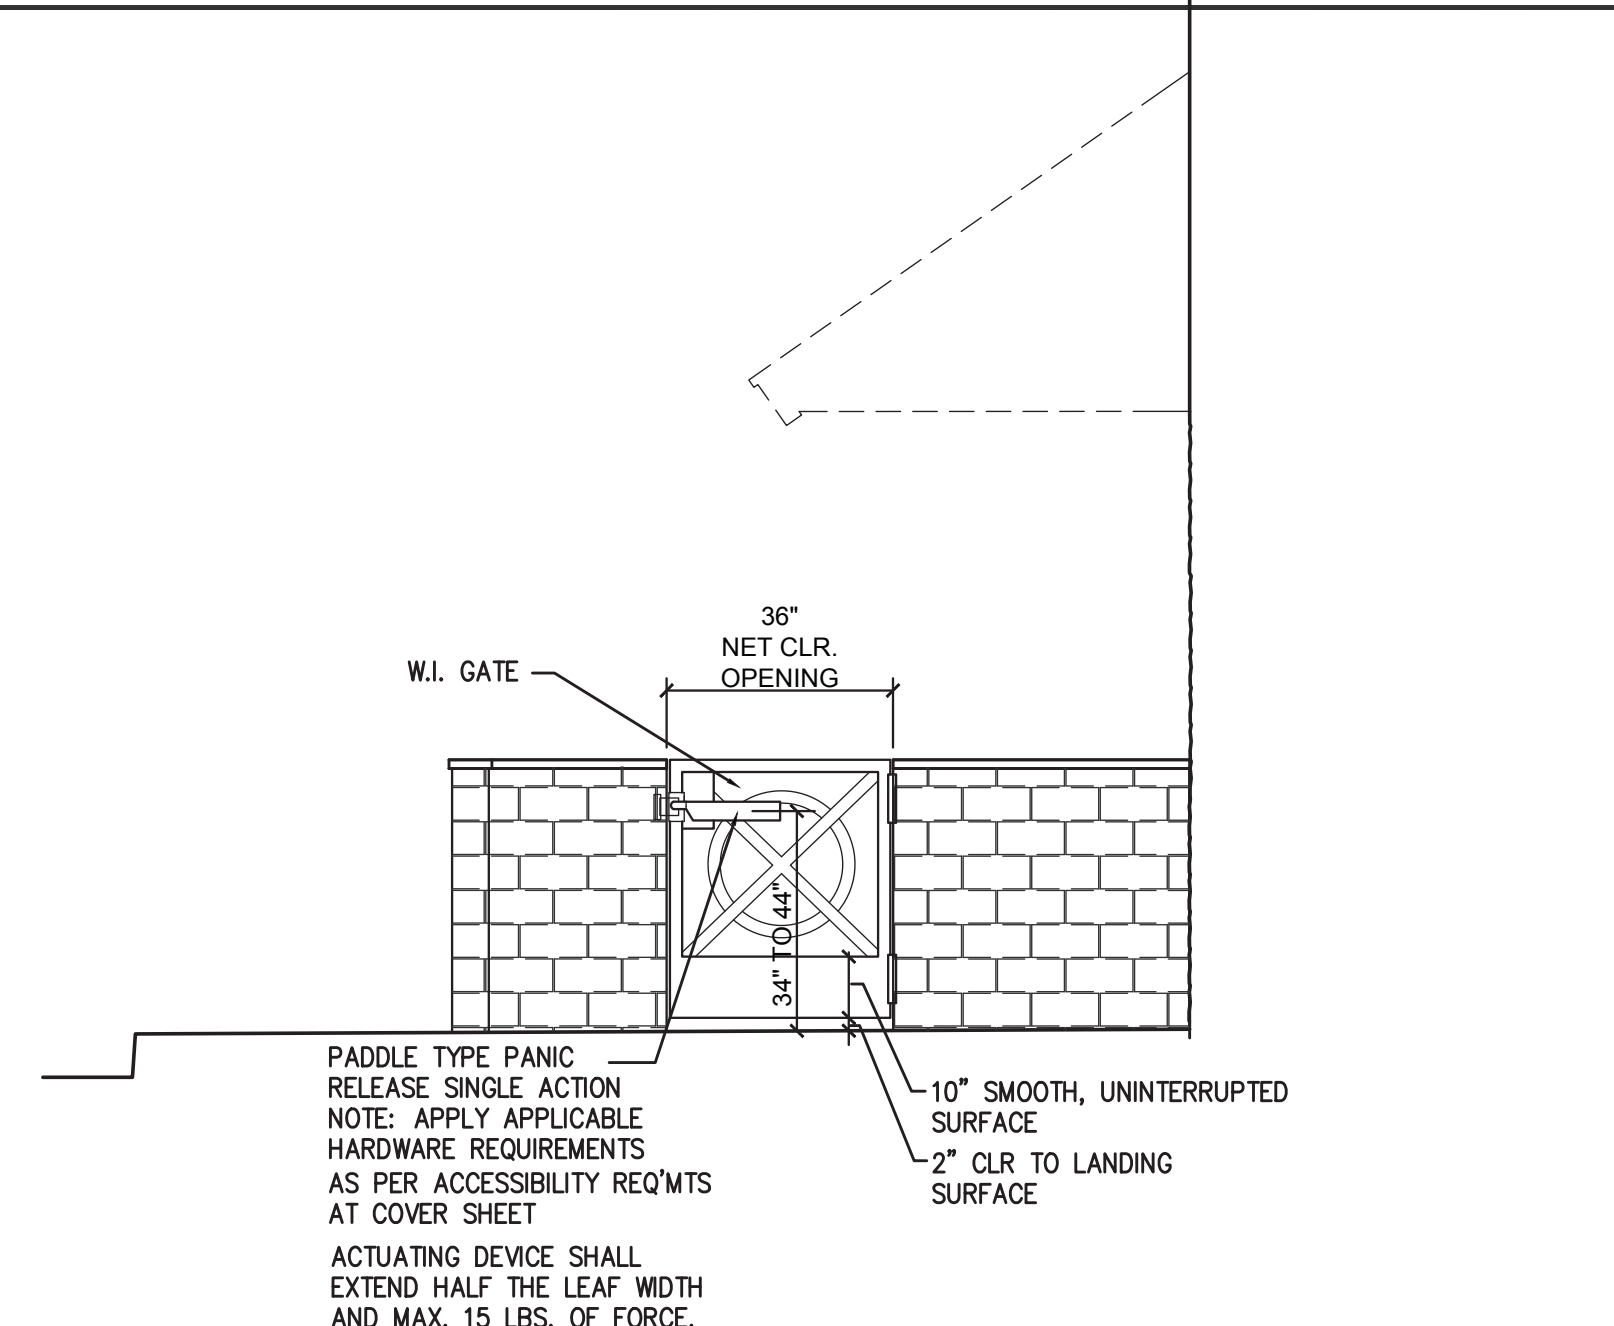 36"
NET CLR.
OPENING
W.I. GATE
34" TO 44"
PADDLE TYPE PANIC
RELEASE SINGLE ACTION
NOTE: APPLY APPLICABLE
HARDWARE REQUIREMENTS
AS PER ACCESSIBILITY REQ'MTS
AT COVER SHEET
ACTUATING DEVICE SHALL
EXTEND HALF THE LEAF WIDTH
AND MAX. 15 LBS. OF FORCE.
10” SMOOTH, UNINTERRUPTED
SURFACE
2” CLR TO LANDING
SURFACE